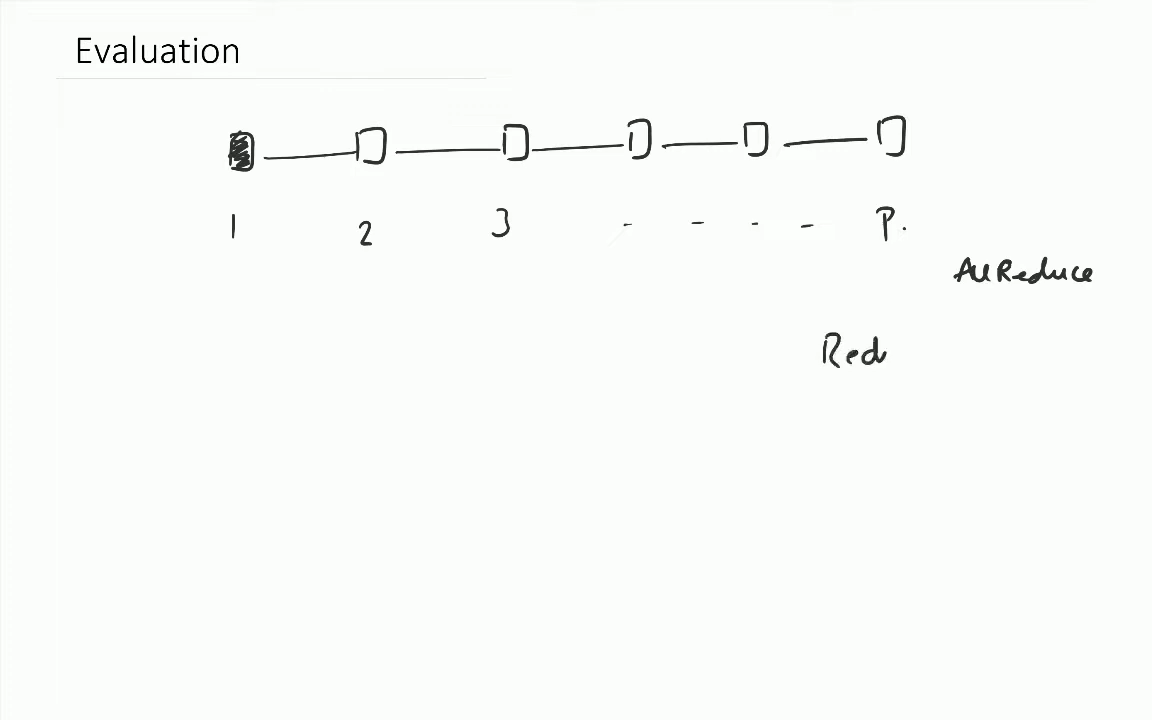 Evaluation
1 2 3 - - - - P.
AllReduce
Red